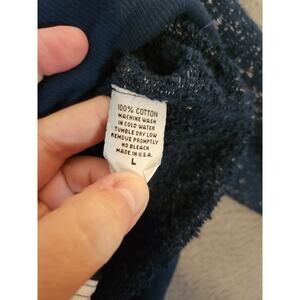 100% COTTON
MACHINE WASH
IN COLD WATER
TUMBLE DRY LOW
REMOVE PROMPTLY
NO BLEACH
MADE IN U.S.A.
L